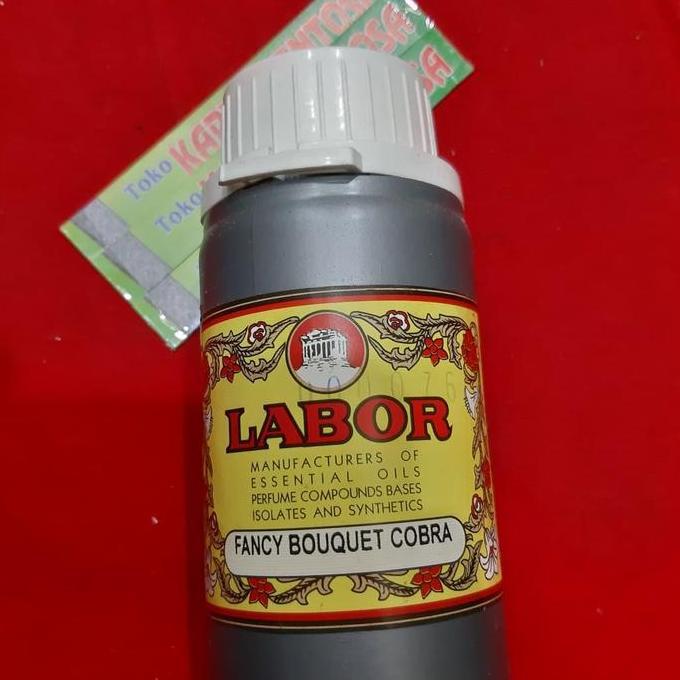 Toko
Toko
LABOR
MANUFACTURERS OF
ESSENTIAL OILS
PERFUME COMPOUNDS BASES
ISOLATES AND SYNTHETICS
FANCY BOUQUET COBRA